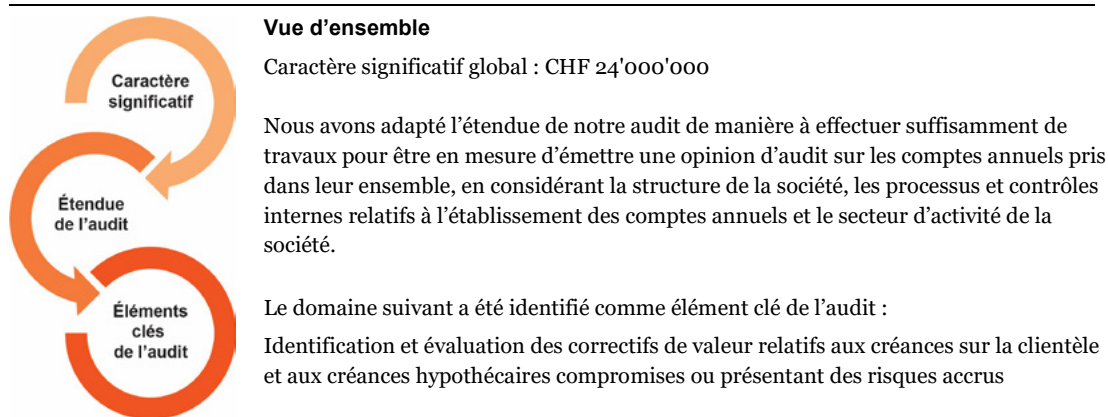 Vue d’ensemble
Caractère significatif global : CHF 24'000'000
Nous avons adapté l’étendue de notre audit de manière à effectuer suffisamment de
travaux pour être en mesure d’émettre une opinion d’audit sur les comptes annuels pris
dans leur ensemble, en considérant la structure de la société, les processus et contrôles
internes relatifs à l’établissement des comptes annuels et le secteur d’activité de la
société.
Le domaine suivant a été identifié comme élément clé de l’audit :
Identification et évaluation des correctifs de valeur relatifs aux créances sur la clientèle
et aux créances hypothécaires compromises ou présentant des risques accrus
Caractère
significatif
Étendue
de l’audit
Éléments
clés
de l’audit